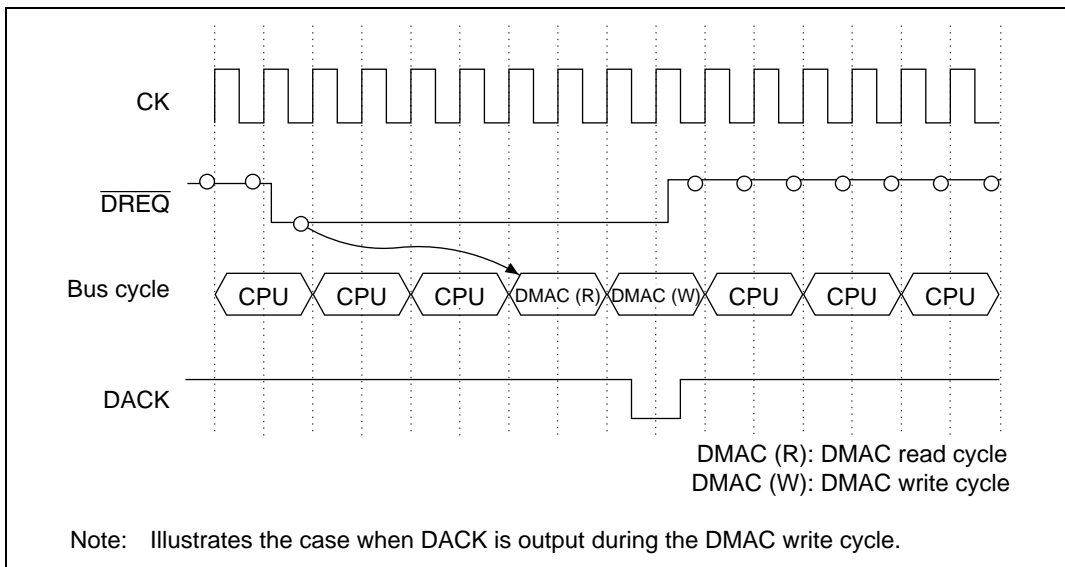 CK
DREQ
Bus cycle CPU CPU CPU DMAC (R) DMAC (W) CPU CPU CPU
DACK
DMAC (R): DMAC read cycle
DMAC (W): DMAC write cycle
Note: Illustrates the case when DACK is output during the DMAC write cycle.